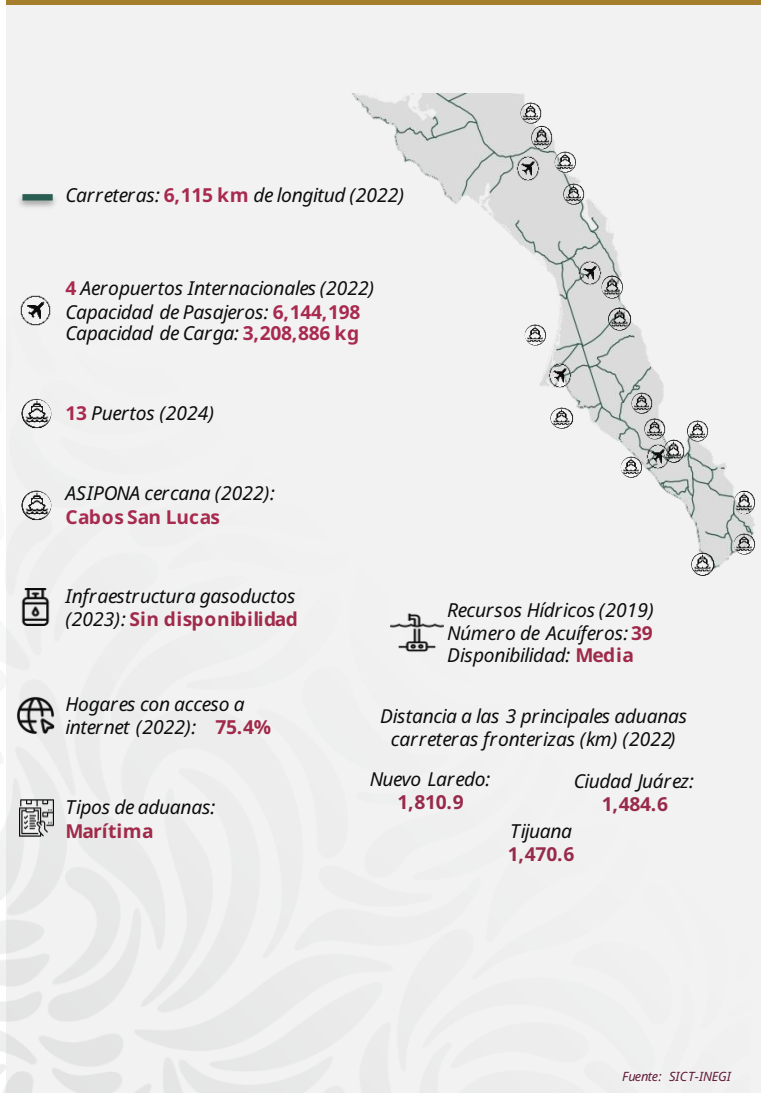 Carreteras: 6,115 km de longitud (2022)
4 Aeropuertos Internacionales (2022)
Capacidad de Pasajeros: 6,144,198
Capacidad de Carga: 3,208,886 kg
13 Puertos (2024)
ASIPONA cercana (2022):
Cabos San Lucas
Infraestructura gasoductos
(2023): Sin disponibilidad
Recursos Hídricos (2019)
Número de Acuíferos: 39
Disponibilidad: Media
Hogares con acceso a
internet (2022): 75.4%
Distancia a las 3 principales aduanas
carreteras fronterizas (km) (2022)
Nuevo Laredo:
1,810.9
Ciudad Juárez:
1,484.6
Tijuana
1,470.6
Tipos de aduanas:
Marítima
Fuente: SICT-INEGI